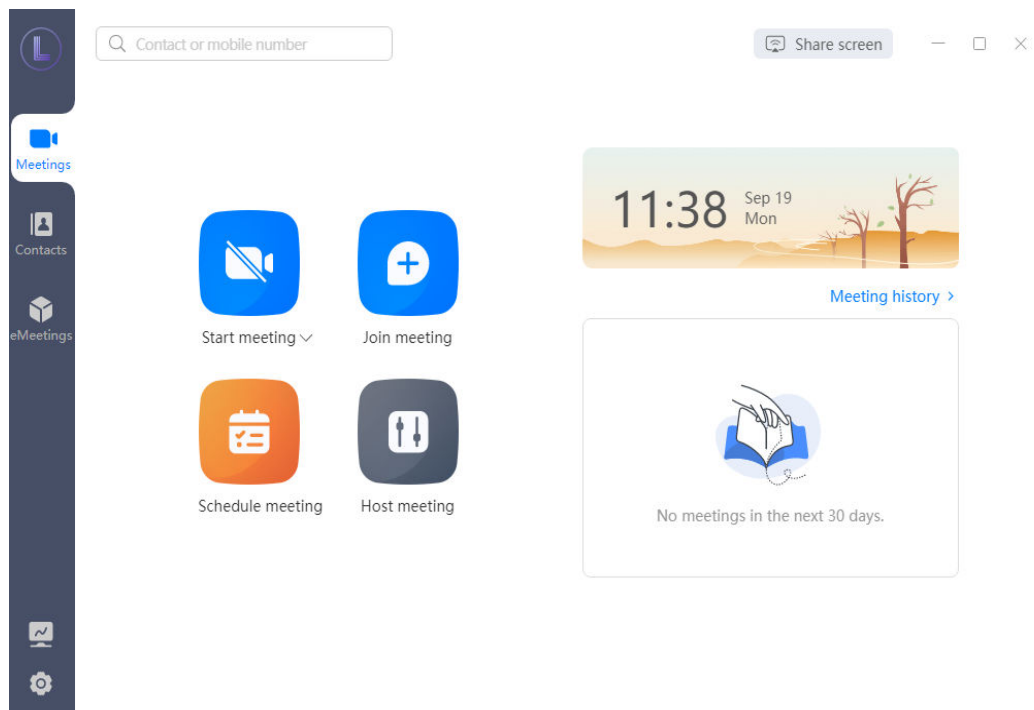 L
Contact or mobile number
Share screen
Meetings
Contacts
eMeetings
Start meeting
Join meeting
Schedule meeting
Host meeting
11:38
Sep 19
Mon
Meeting history
No meetings in the next 30 days.